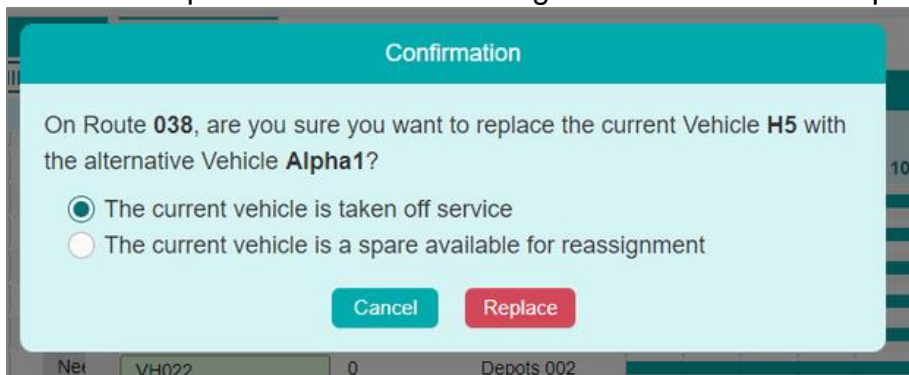 Confirmation
On Route 038, are you sure you want to replace the current Vehicle H5 with
the alternative Vehicle Alpha1?
The current vehicle is taken off service
The current vehicle is a spare available for reassignment
Cancel Replace
VH022 0 Depots 002